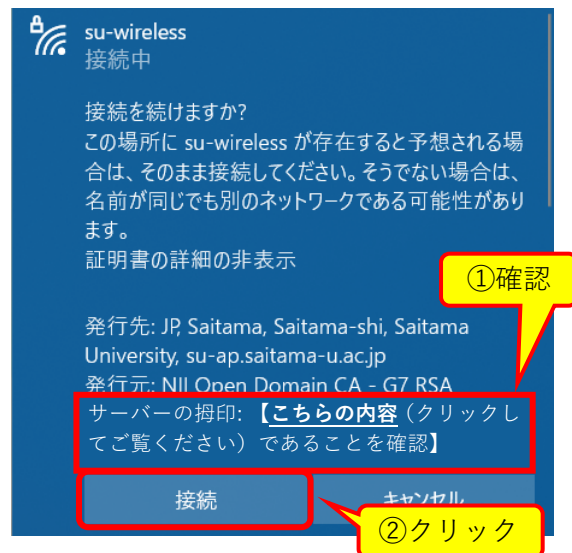 su-wireless
接続中
接続を続けますか?
この場所に su-wireless が存在すると予想される場
合は、そのまま接続してください。そうでない場合は、
名前が同じでも別のネットワークである可能性があり
ます。
証明書の詳細の非表示
①確認
発行先: JP, Saitama, Saitama-shi, Saitama
University, su-ap.saitama-u.ac.jp
発行元: NII Open Domain CA - G7 RSA
サーバーの拇印:【こちらの内容(クリックし
てご覧ください)であることを確認】
接続
キャンセル
②クリック